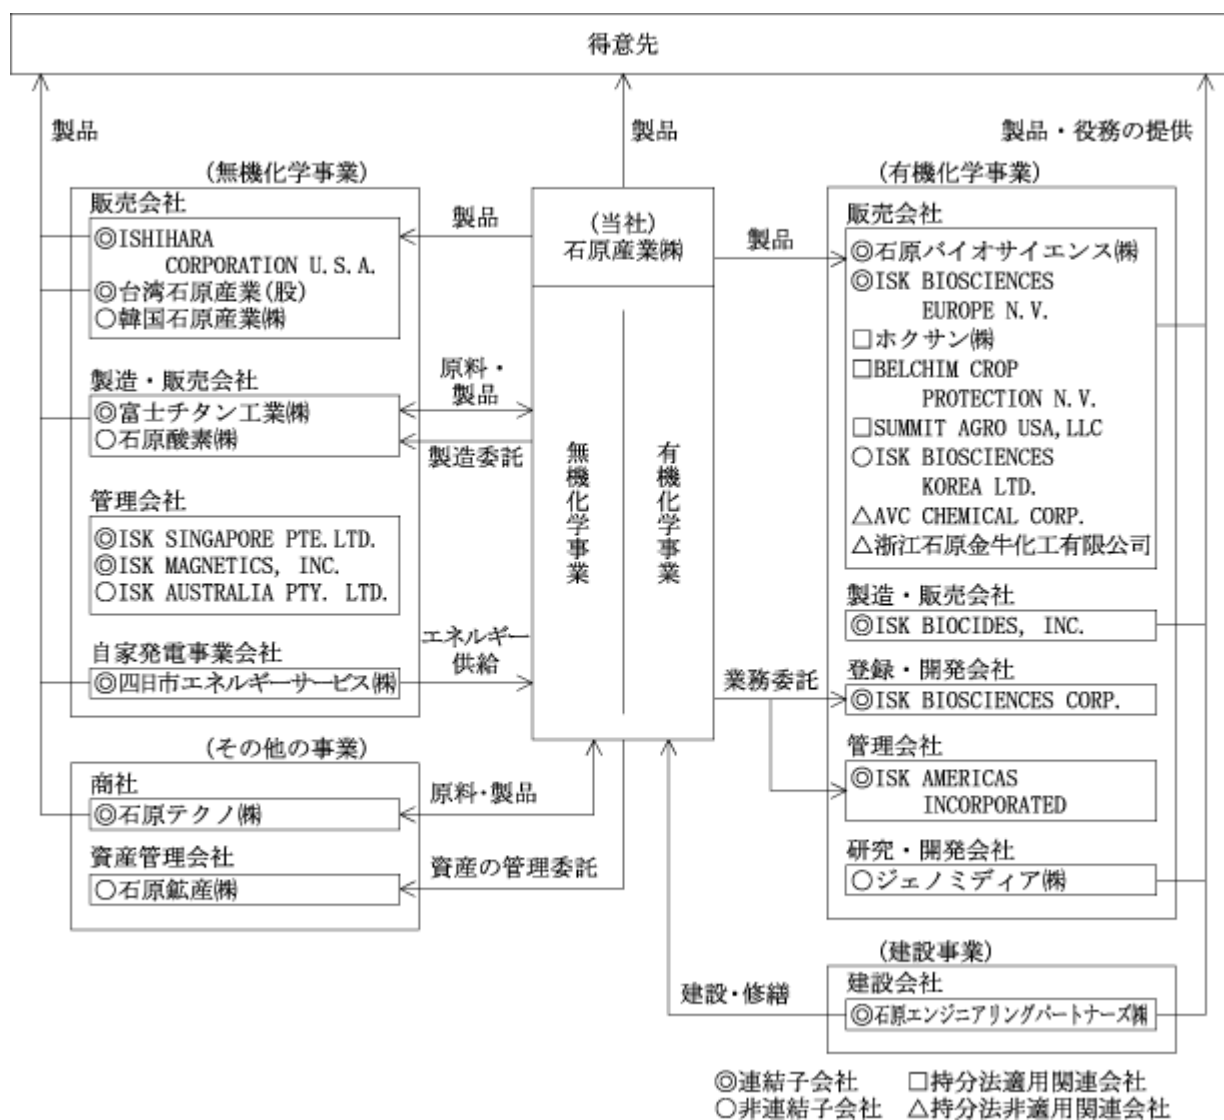 得意先
製品
製品
製品・役務の提供
(無機化学事業)
販売会社
◎ISHIHARA
CORPORATION U.S.A.
◎台湾石原産業(股)
○韓国石原産業㈱
製造・販売会社
◎富士チタン工業㈱
○石原酸素㈱
管理会社
◎ISK SINGAPORE PTE.LTD.
◎ISK MAGNETICS, INC.
○ISK AUSTRALIA PTY. LTD.
自家発電事業会社
◎四日市エネルギーサービス㈱
(その他の事業)
商社
◎石原テクノ㈱
資産管理会社
○石原鉱産㈱
製品
原料・
製品
製造委託
エネルギー
供給
原料・製品
資産の管理委託
(当社)
石原産業㈱
無機化学事業
有機化学事業
製品
業務委託
建設・修繕
(有機化学事業)
販売会社
◎石原バイオサイエンス㈱
◎ISK BIOSCIENCES
EUROPE N.V.
□ホクサン㈱
□BELCHIM CROP
PROTECTION N.V.
□SUMMIT AGRO USA,LLC
○ISK BIOSCIENCES
KOREA LTD.
△AVC CHEMICAL CORP.
△浙江石原金牛化工有限公司
製造・販売会社
◎ISK BIOCIDES, INC.
登録・開発会社
◎ISK BIOSCIENCES CORP.
管理会社
◎ISK AMERICAS
INCORPORATED
研究・開発会社
○ジェノミディア㈱
(建設事業)
建設会社
◎石原エンジニアリングパートナーズ㈱
◎連結子会社 □持分法適用関連会社
○非連結子会社 △持分法非適用関連会社